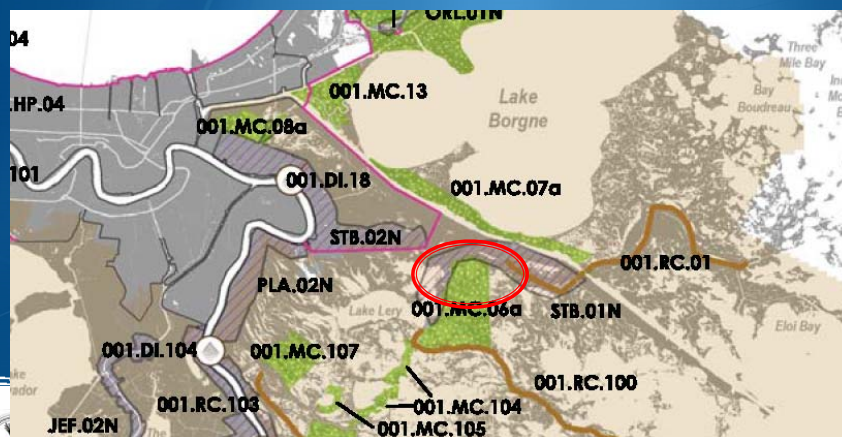 ORL.01N
Three
Mile Bay
04
001.MC.13
Lake
Borgne
Bay
Boudreau
.HP.04
001.MC.08a
101
001.DI.18
001.MC.07a
STB.02N
001.RC.01
PLA.02N
Lake Lery
001.MC.06a
STB.01N
Eloi Bay
001.DI.104
001.MC.107
001.RC.100
001.RC.103
001.MC.104
001.MC.105
JEF.02N
The